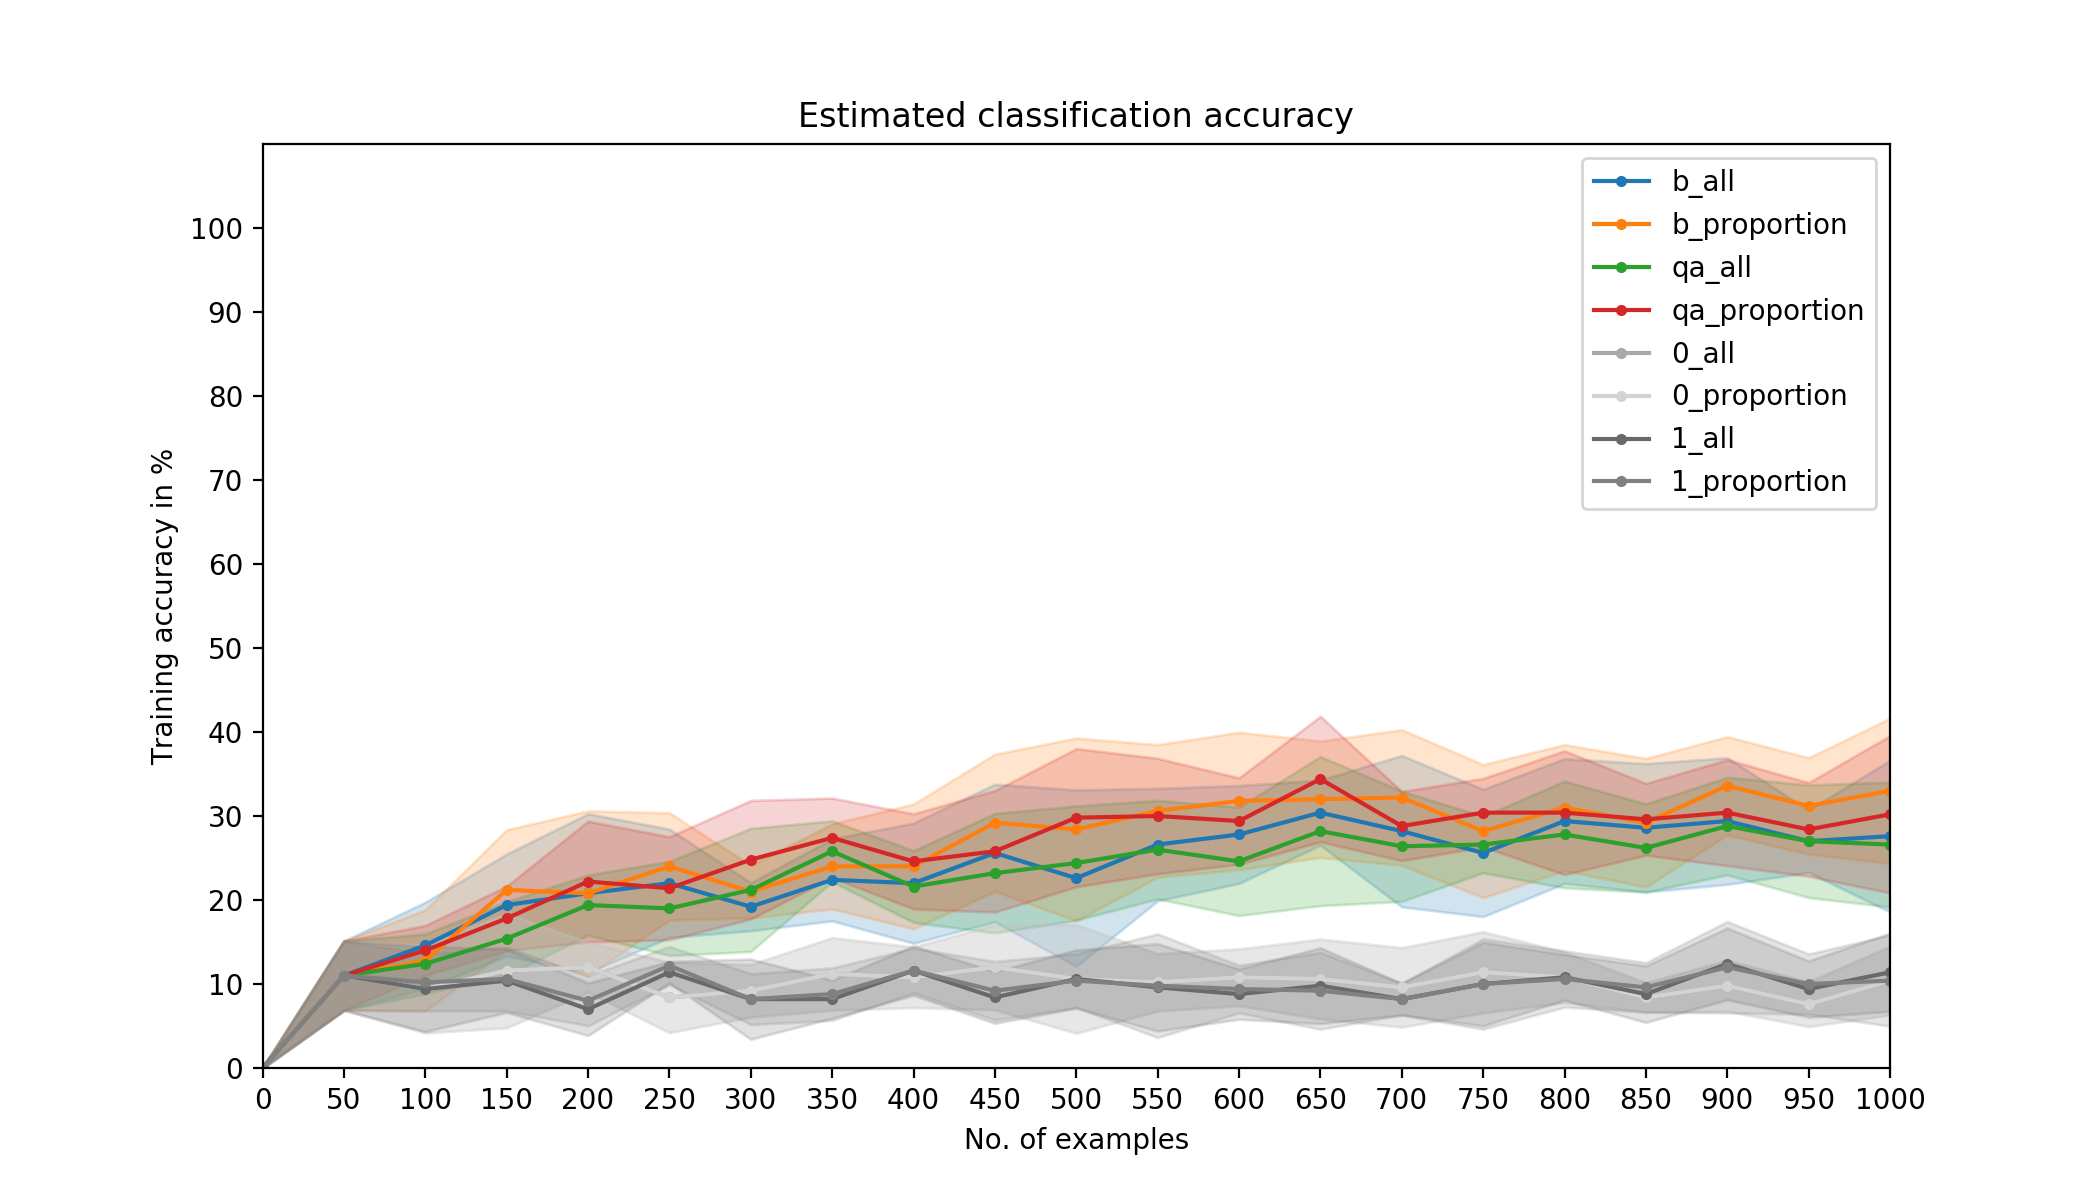 Estimated classification accuracy
b_all
b_proportion
qa_all
qa_proportion
0_all
0_proportion
1_all
1_proportion
100
90
80
70
60
50
40
30
20
10
0
Training accuracy in %
0 50 100 150 200 250 300 350 400 450 500 550 600 650 700 750 800 850 900 950 1000
No. of examples